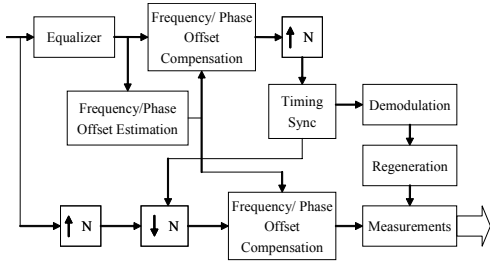 Equalizer
Frequency/ Phase
Offset
Compensation
↑ N
Frequency/Phase
Offset Estimation
Timing
Sync
Demodulation
Regeneration
↑ N
↓ N
Frequency/ Phase
Offset
Compensation
Measurements